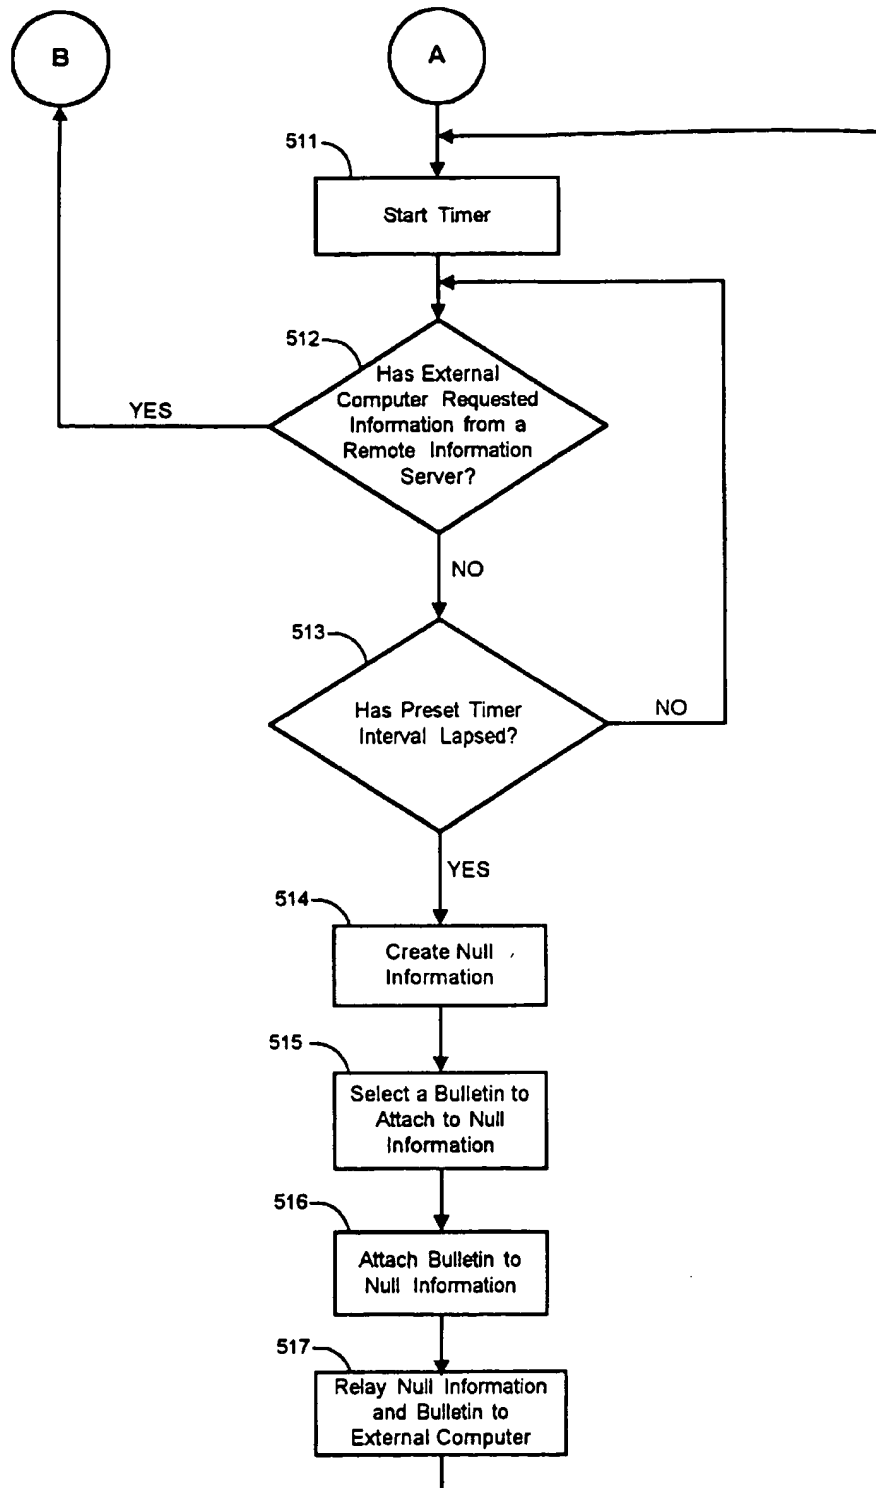 B
A
511
Start Timer
512
Has External
Computer Requested
Information from a
Remote Information
Server?
YES
NO
513
Has Preset Timer
Interval Lapsed?
NO
YES
514
Create Null
Information
515
Select a Bulletin to
Attach to Null
Information
516
Attach Bulletin to
Null Information
517
Relay Null Information
and Bulletin to
External Computer